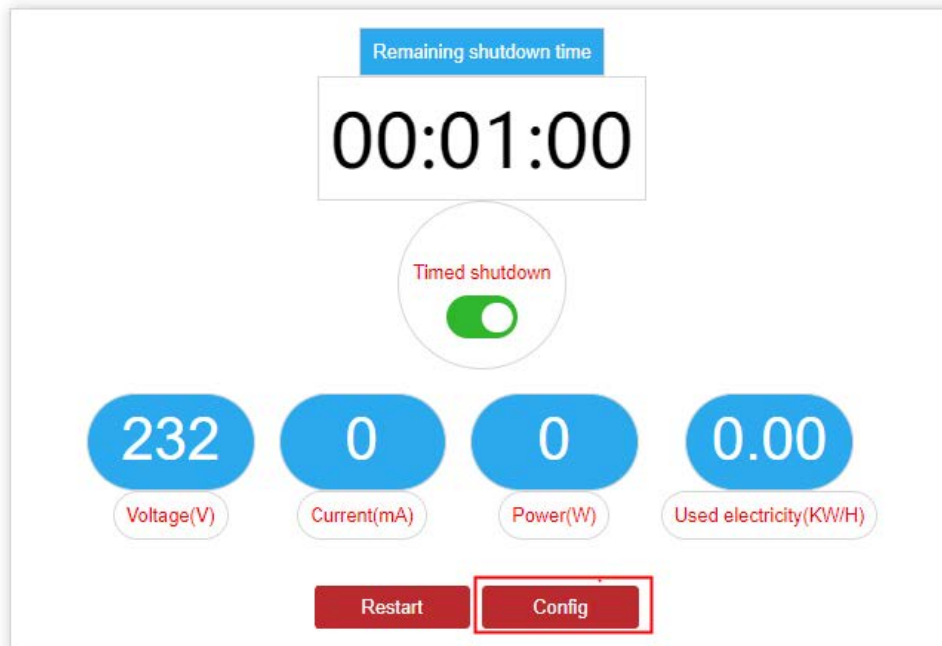 Remaining shutdown time
00:01:00
Timed shutdown
232 0 0 0.00
Voltage(V) Current(mA) Power(W) Used electricity(KW/H)
Restart Config